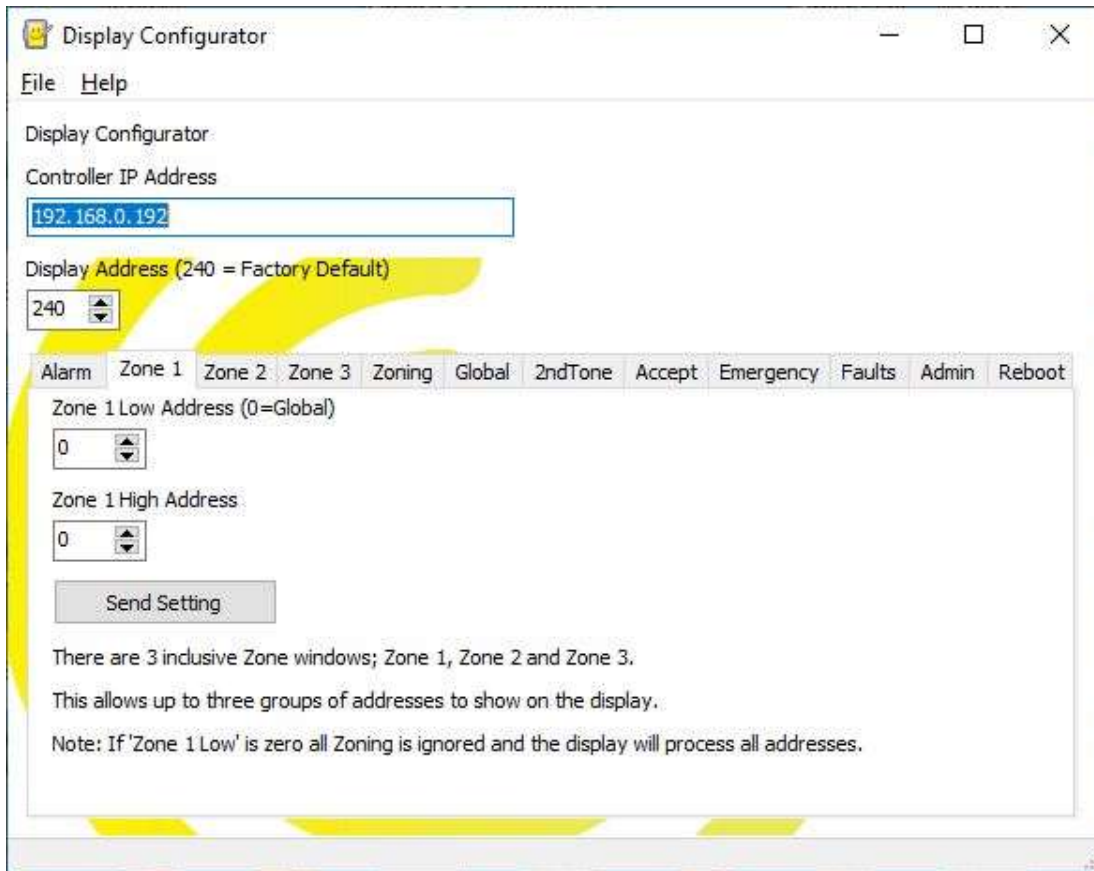 Display Configurator
File Help
Display Configurator
Controller IP Address
192.168.0.192
Display Address (240 = Factory Default)
240
Alarm Zone 1 Zone 2 Zone 3 Zoning Global 2ndTone Accept Emergency Faults Admin Reboot
Zone 1 Low Address (0=Global)
0
Zone 1 High Address
0
Send Setting
There are 3 inclusive Zone windows; Zone 1, Zone 2 and Zone 3.
This allows up to three groups of addresses to show on the display.
Note: If 'Zone 1 Low' is zero all Zoning is ignored and the display will process all addresses.